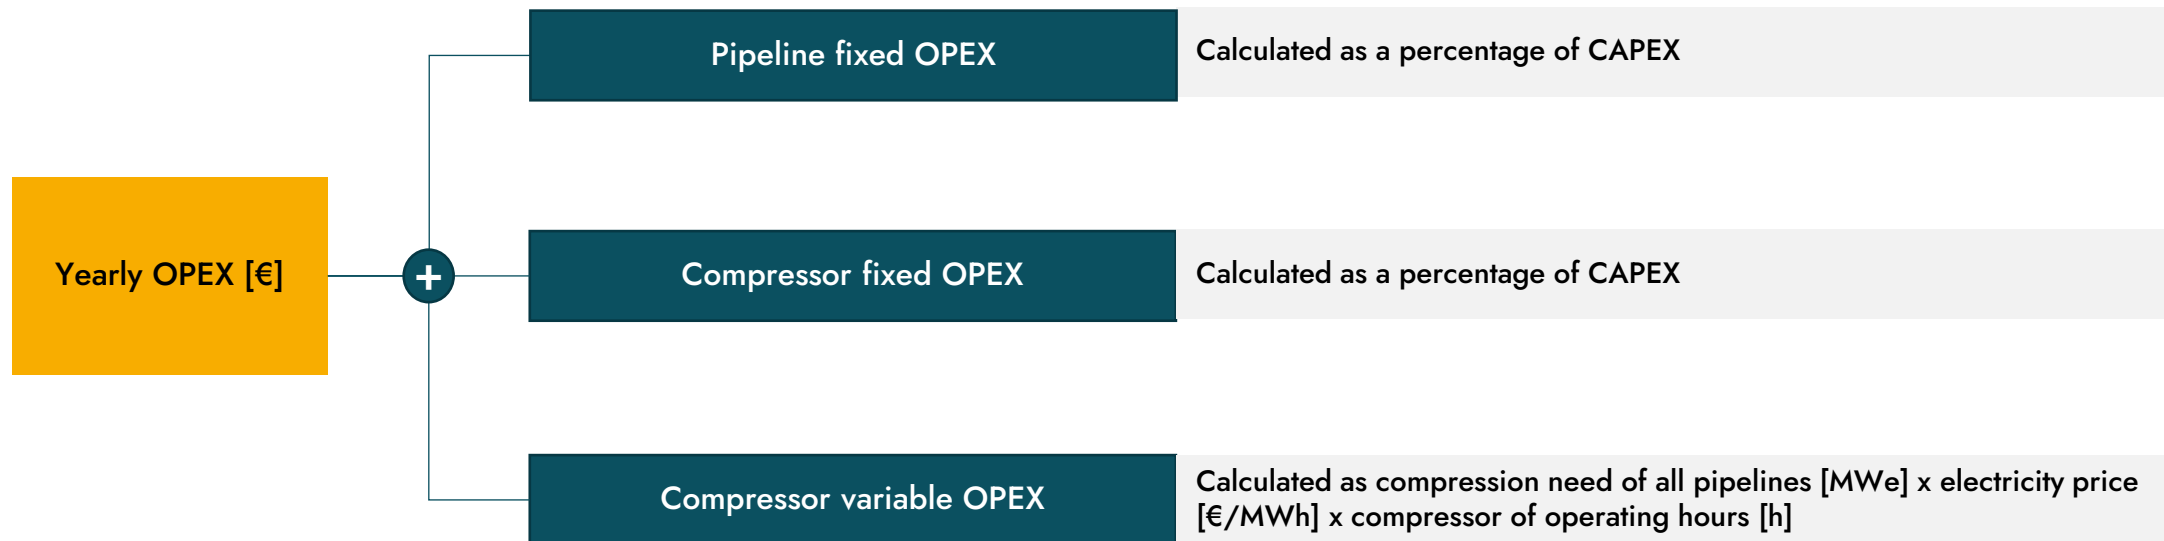 Pipeline fixed OPEX
Calculated as a percentage of CAPEX
Yearly OPEX [€]
+
Compressor fixed OPEX
Calculated as a percentage of CAPEX
Compressor variable OPEX
Calculated as compression need of all pipelines [MWe] x electricity price
[€/MWh] x compressor of operating hours [h]